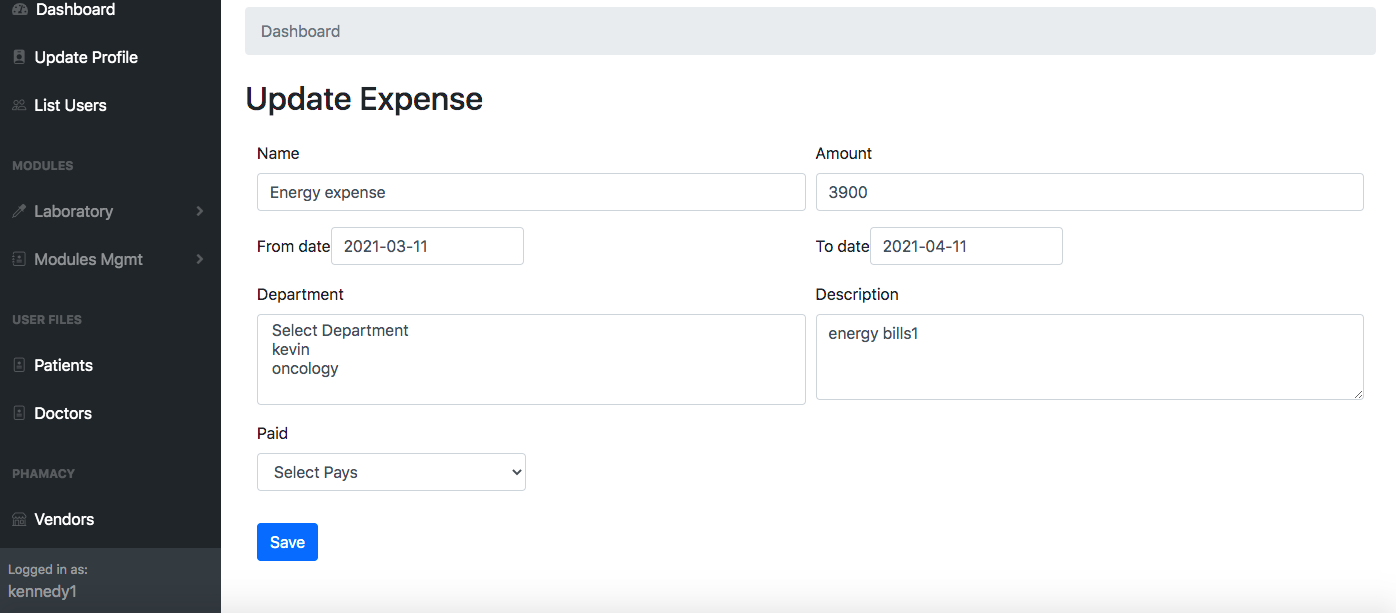 Dashboard
Update Profile
List Users
MODULES
Laboratory
Modules Mgmt
USER FILES
Patients
Doctors
PHAMACY
Vendors
Logged in as:
kennedy1
Dashboard
Update Expense
Name
Energy expense
Amount
3900
From date 2021-03-11
To date 2021-04-11
Department
Select Department
kevin
oncology
Description
energy bills1
Paid
Select Pays
Save